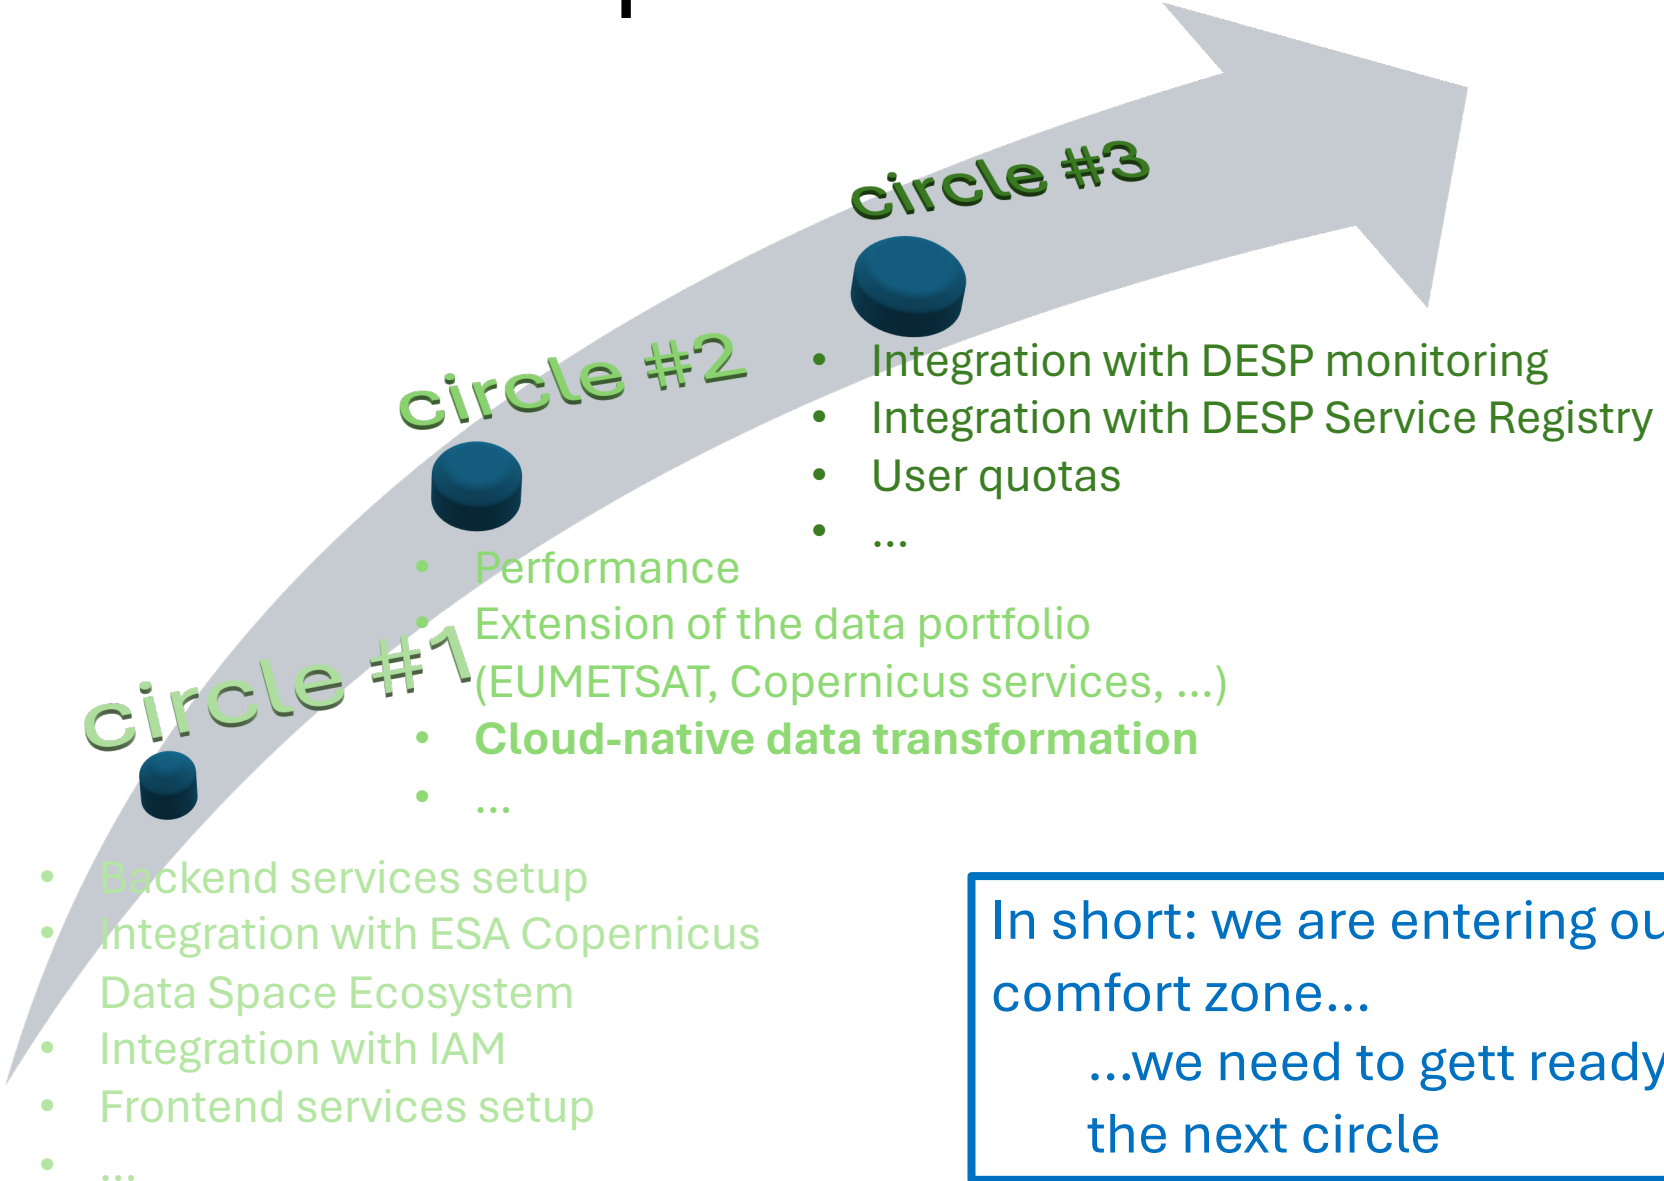 circle #3
• Integration with DESP monitoring
• Integration with DESP Service Registry
• User quotas
• ...
circle #2
• Performance
• Extension of the data portfolio
(EUMETSAT, Copernicus services, ...)
• Cloud-native data transformation
• ...
circle #1
• Backend services setup
• Integration with ESA Copernicus
Data Space Ecosystem
• Integration with IAM
• Frontend services setup
• ...
In short: we are entering
comfort zone...
...we need to gett ready
the next circle